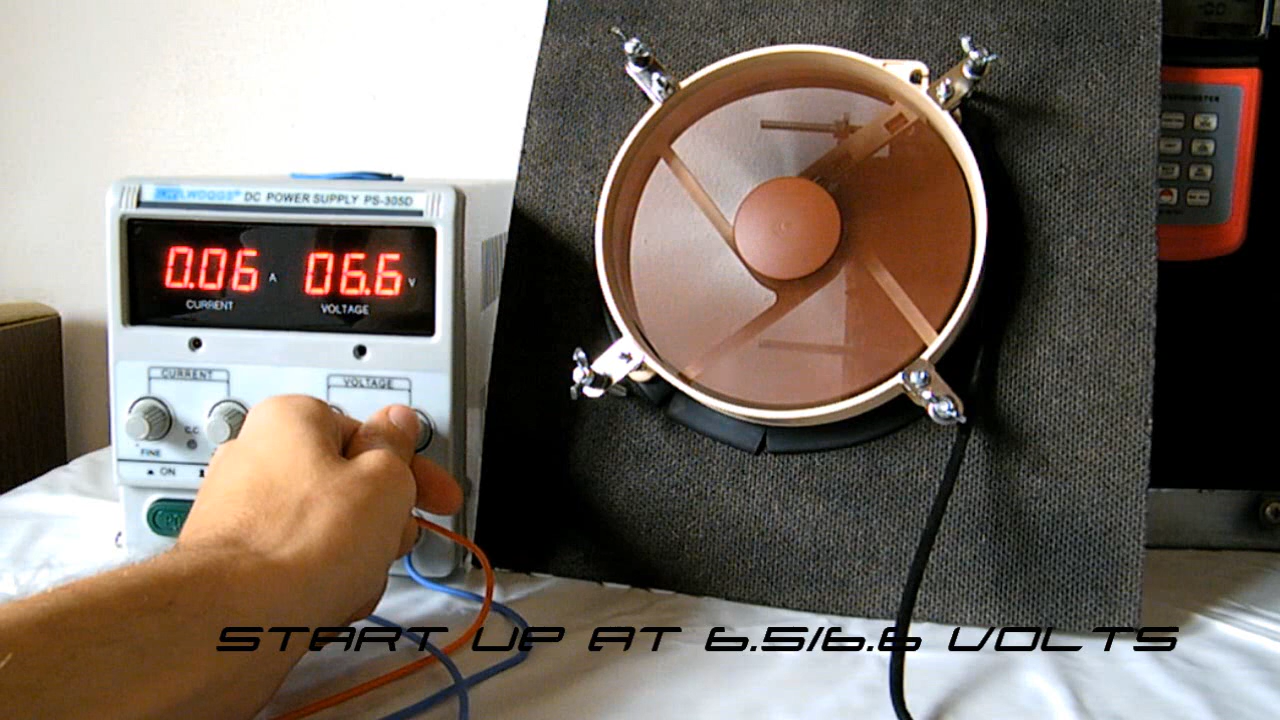 DC POWER SUPPLY PS-305D
0.06 A 06.6 V
CURRENT VOLTAGE
CURRENT VOLTAGE
C.C
FINE
ON
START UP AT 6.5/6.6 VOLTS